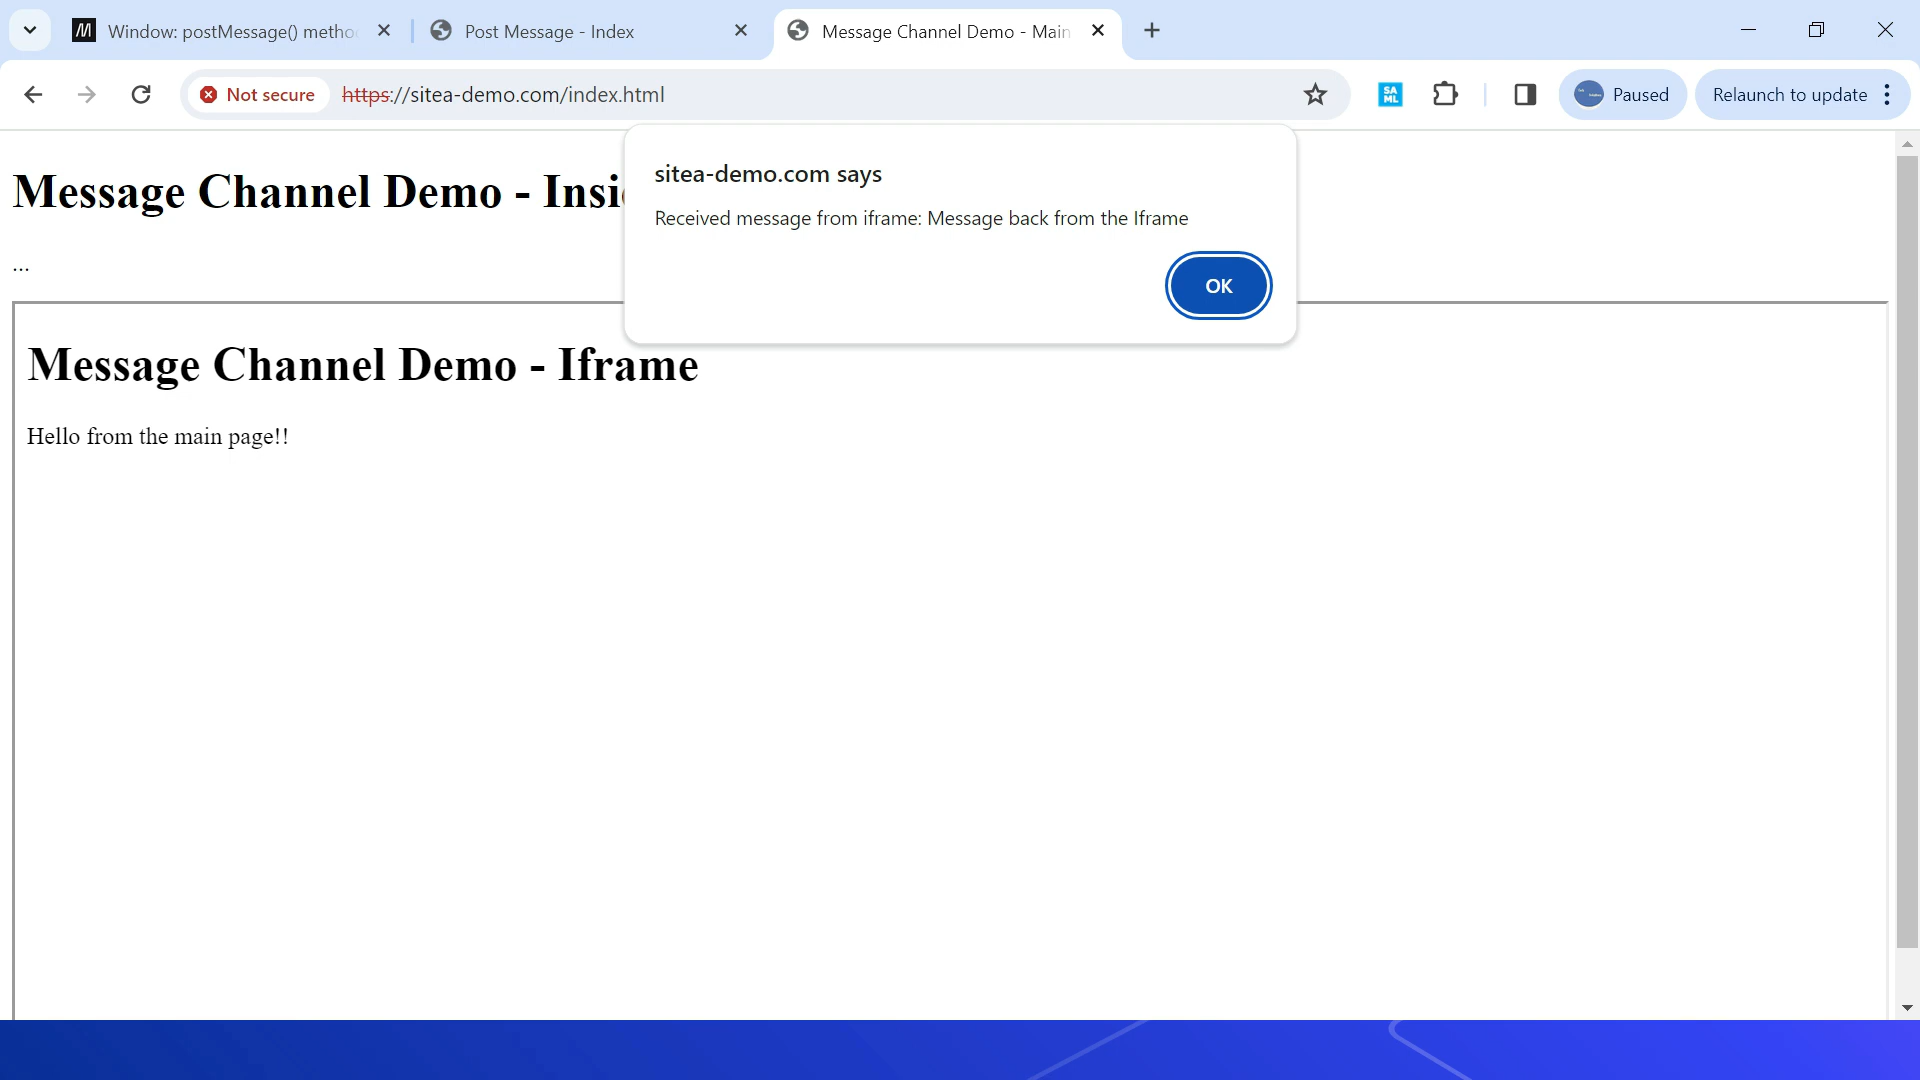 Window: postMessage() metho
Post Message - Index
Message Channel Demo - Main
Not secure
https://sitea-demo.com/index.html
SA
ML
Paused
Relaunch to update
sitea-demo.com says
Received message from iframe: Message back from the Iframe
OK
Message Channel Demo - Insi
...
Message Channel Demo - Iframe
Hello from the main page!!